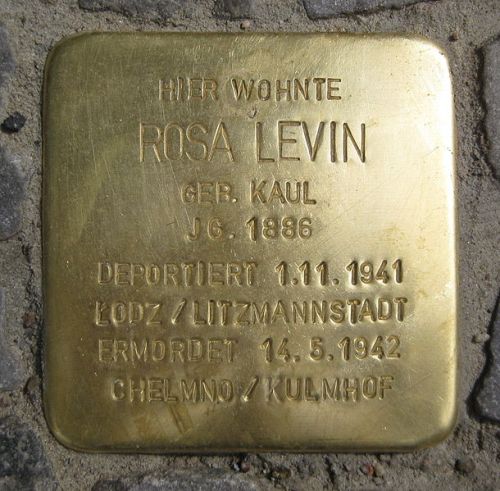 HIER WOHNTE
ROSA LEVIN
GEB. KAUL
JG. 1886
DEPORTIERT 1.11.1941
ŁODZ / LITZMANNSTADT
ERMORDET 14.5.1942
CHELMNO / KULMHOF